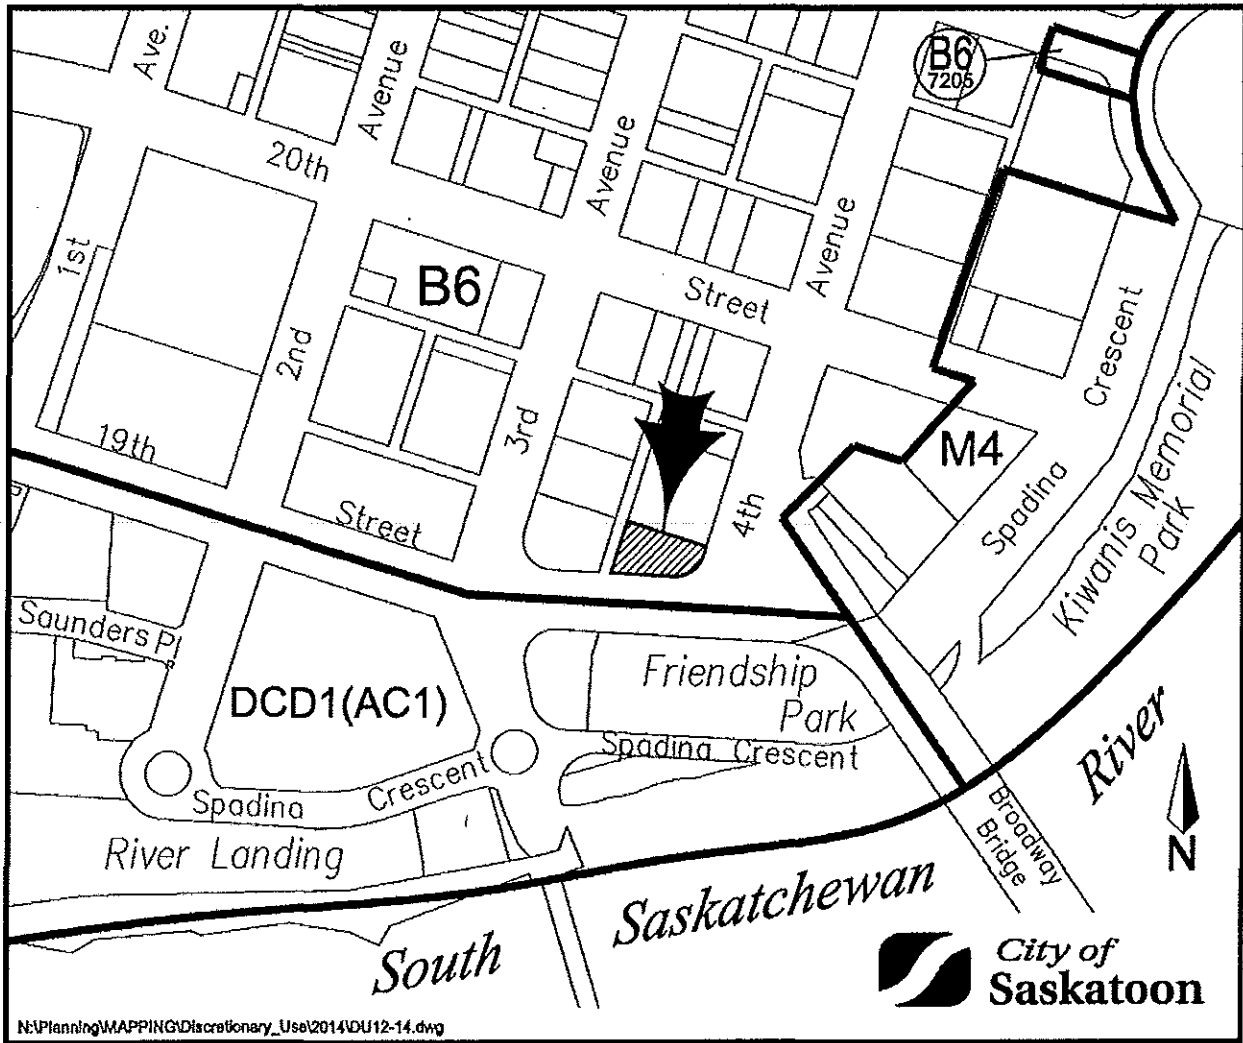 Ave.
Avenue
Avenue
Avenue
B6
7205
20th
Street
1st
2nd
3rd
4th
B6
19th
Street
M4
Crescent
Spadina
Kiwanis Memorial
Park
Saunders Pl
DCD1(AC1)
Friendship
Park
Spadina Crescent
Spadina
Crescent
River Landing
Broadway
Bridge
South
Saskatchewan
River
N
City of
Saskatoon
N:\Planning\MAPPING\Discretionary_Use\2014\DU12-14.dwg